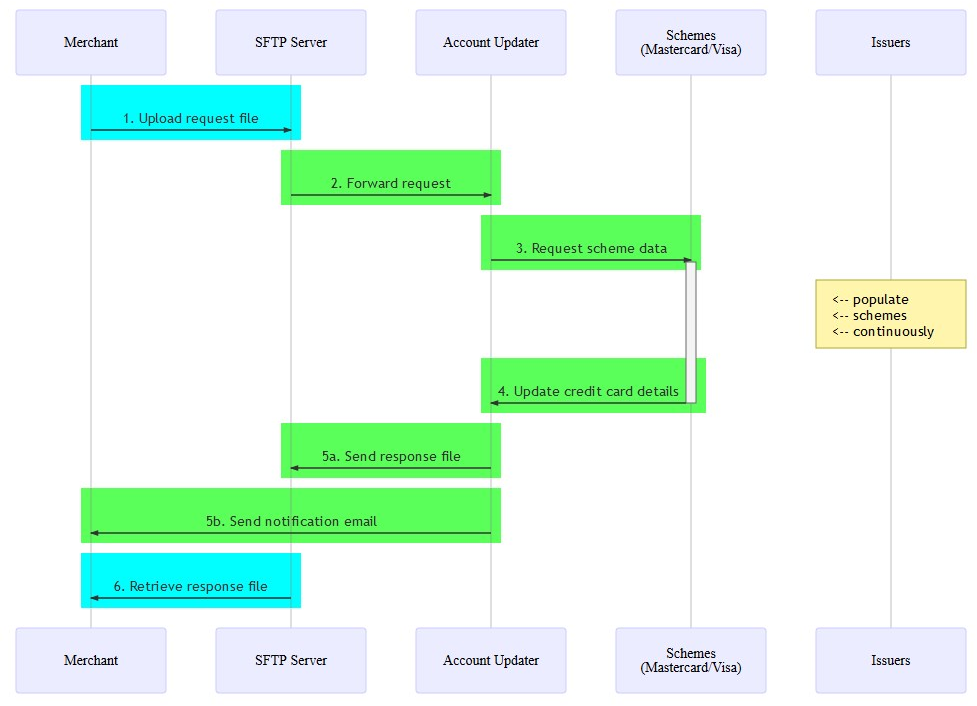 Merchant
SFTP Server
Account Updater
Schemes
(Mastercard/Visa)
Issuers
1. Upload request file
2. Forward request
3. Request scheme data
<-- populate
<-- schemes
<-- continuously
4. Update credit card details
5a. Send response file
5b. Send notification email
6. Retrieve response file
Merchant
SFTP Server
Account Updater
Schemes
(Mastercard/Visa)
Issuers